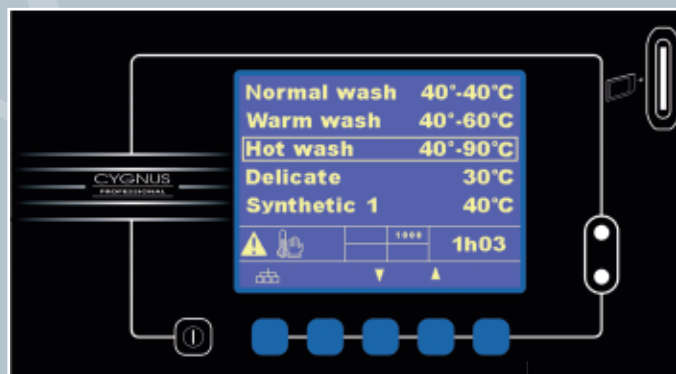 Normal wash 40°-40°C
Warm wash 40°-60°C
Hot wash 40°-90°C
Delicate 30°C
Synthetic 1 40°C
1000 1h03
CYGNUS
PROFESSIONAL